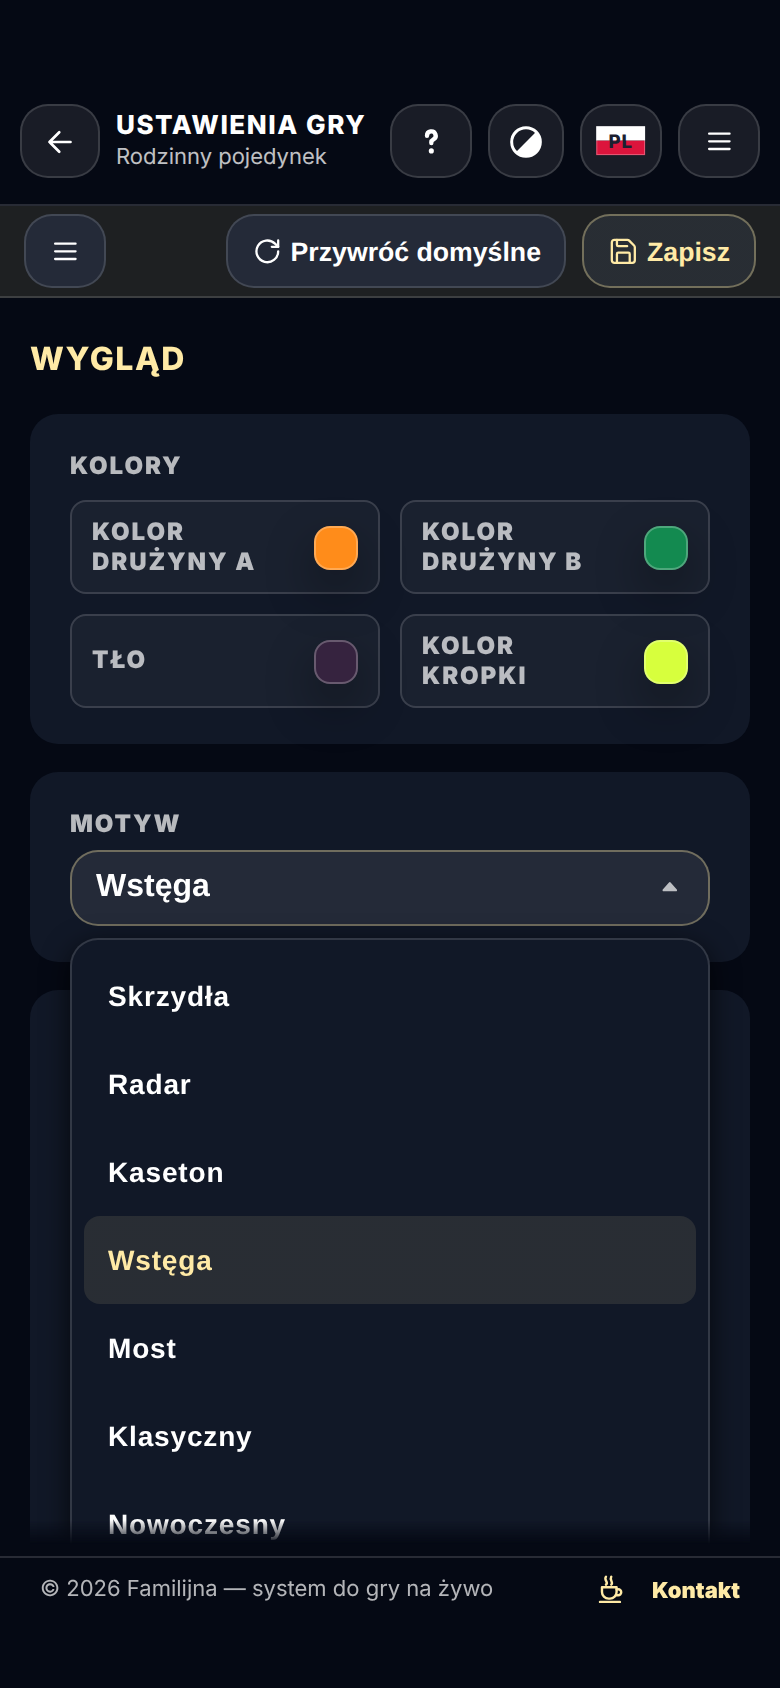 USTAWIENIA GRY
Rodzinny pojedynek
?
PL
Przywróć domyślne
Zapisz
WYGLĄD
KOLORY
KOLOR
DRUŻYNY A
KOLOR
DRUŻYNY B
TŁO
KOLOR
KROPKI
MOTYW
Wstęga
Skrzydła
Radar
Kaseton
Wstęga
Most
Klasyczny
Nowoczesny
© 2026 Familijna — system do gry na żywo
Kontakt